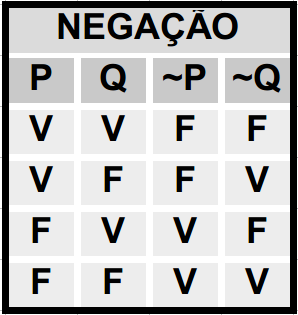 NEGAÇÃO
P Q ~P ~Q
V V F F
V F F V
F V V F
F F V V